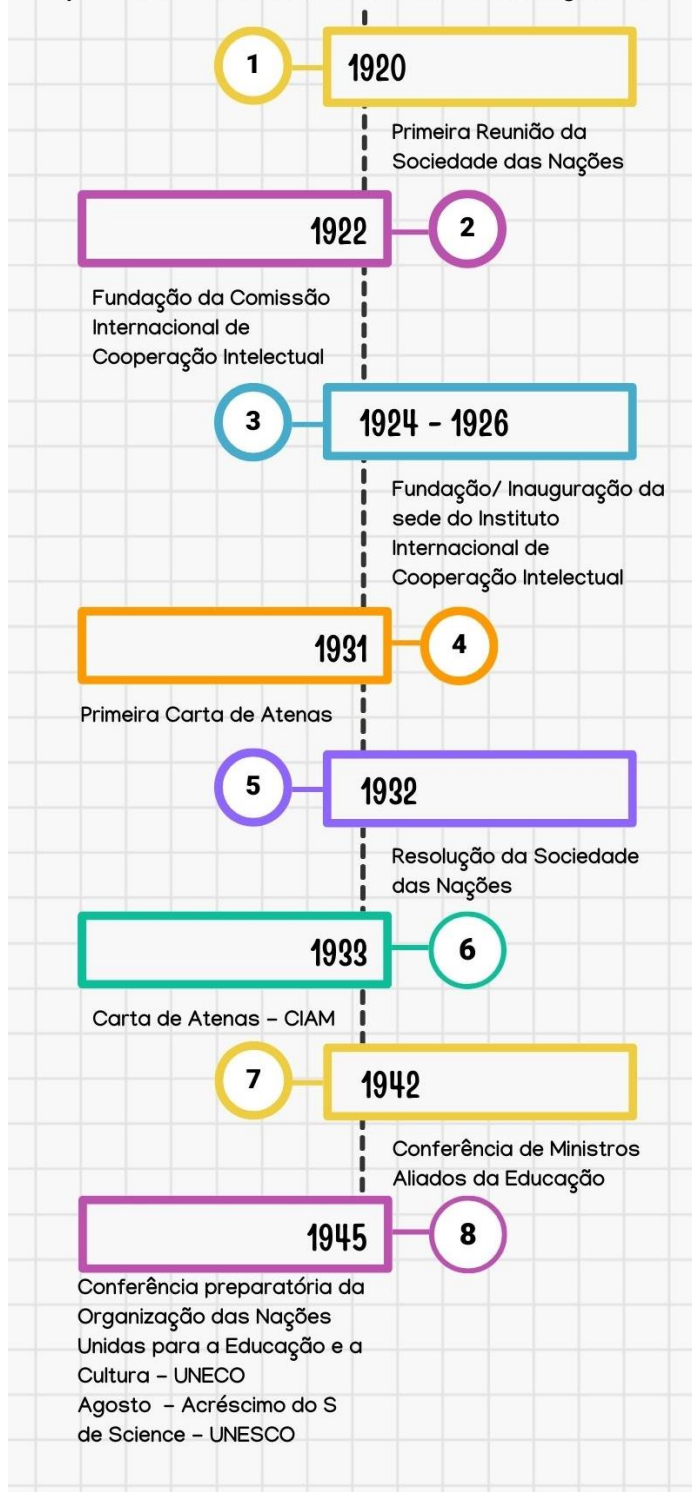 1
1920
Primeira Reunião da
Sociedade das Nações
1922
2
Fundação da Comissão
Internacional de
Cooperação Intelectual
3
1924 - 1926
Fundação/ Inauguração da
sede do Instituto
Internacional de
Cooperação Intelectual
1931
4
Primeira Carta de Atenas
5
1932
Resolução da Sociedade
das Nações
1933
6
Carta de Atenas – CIAM
7
1942
Conferência de Ministros
Aliados da Educação
1945
8
Conferência preparatória da
Organização das Nações
Unidas para a Educação e a
Cultura – UNECO
Agosto – Acréscimo do S
de Science – UNESCO